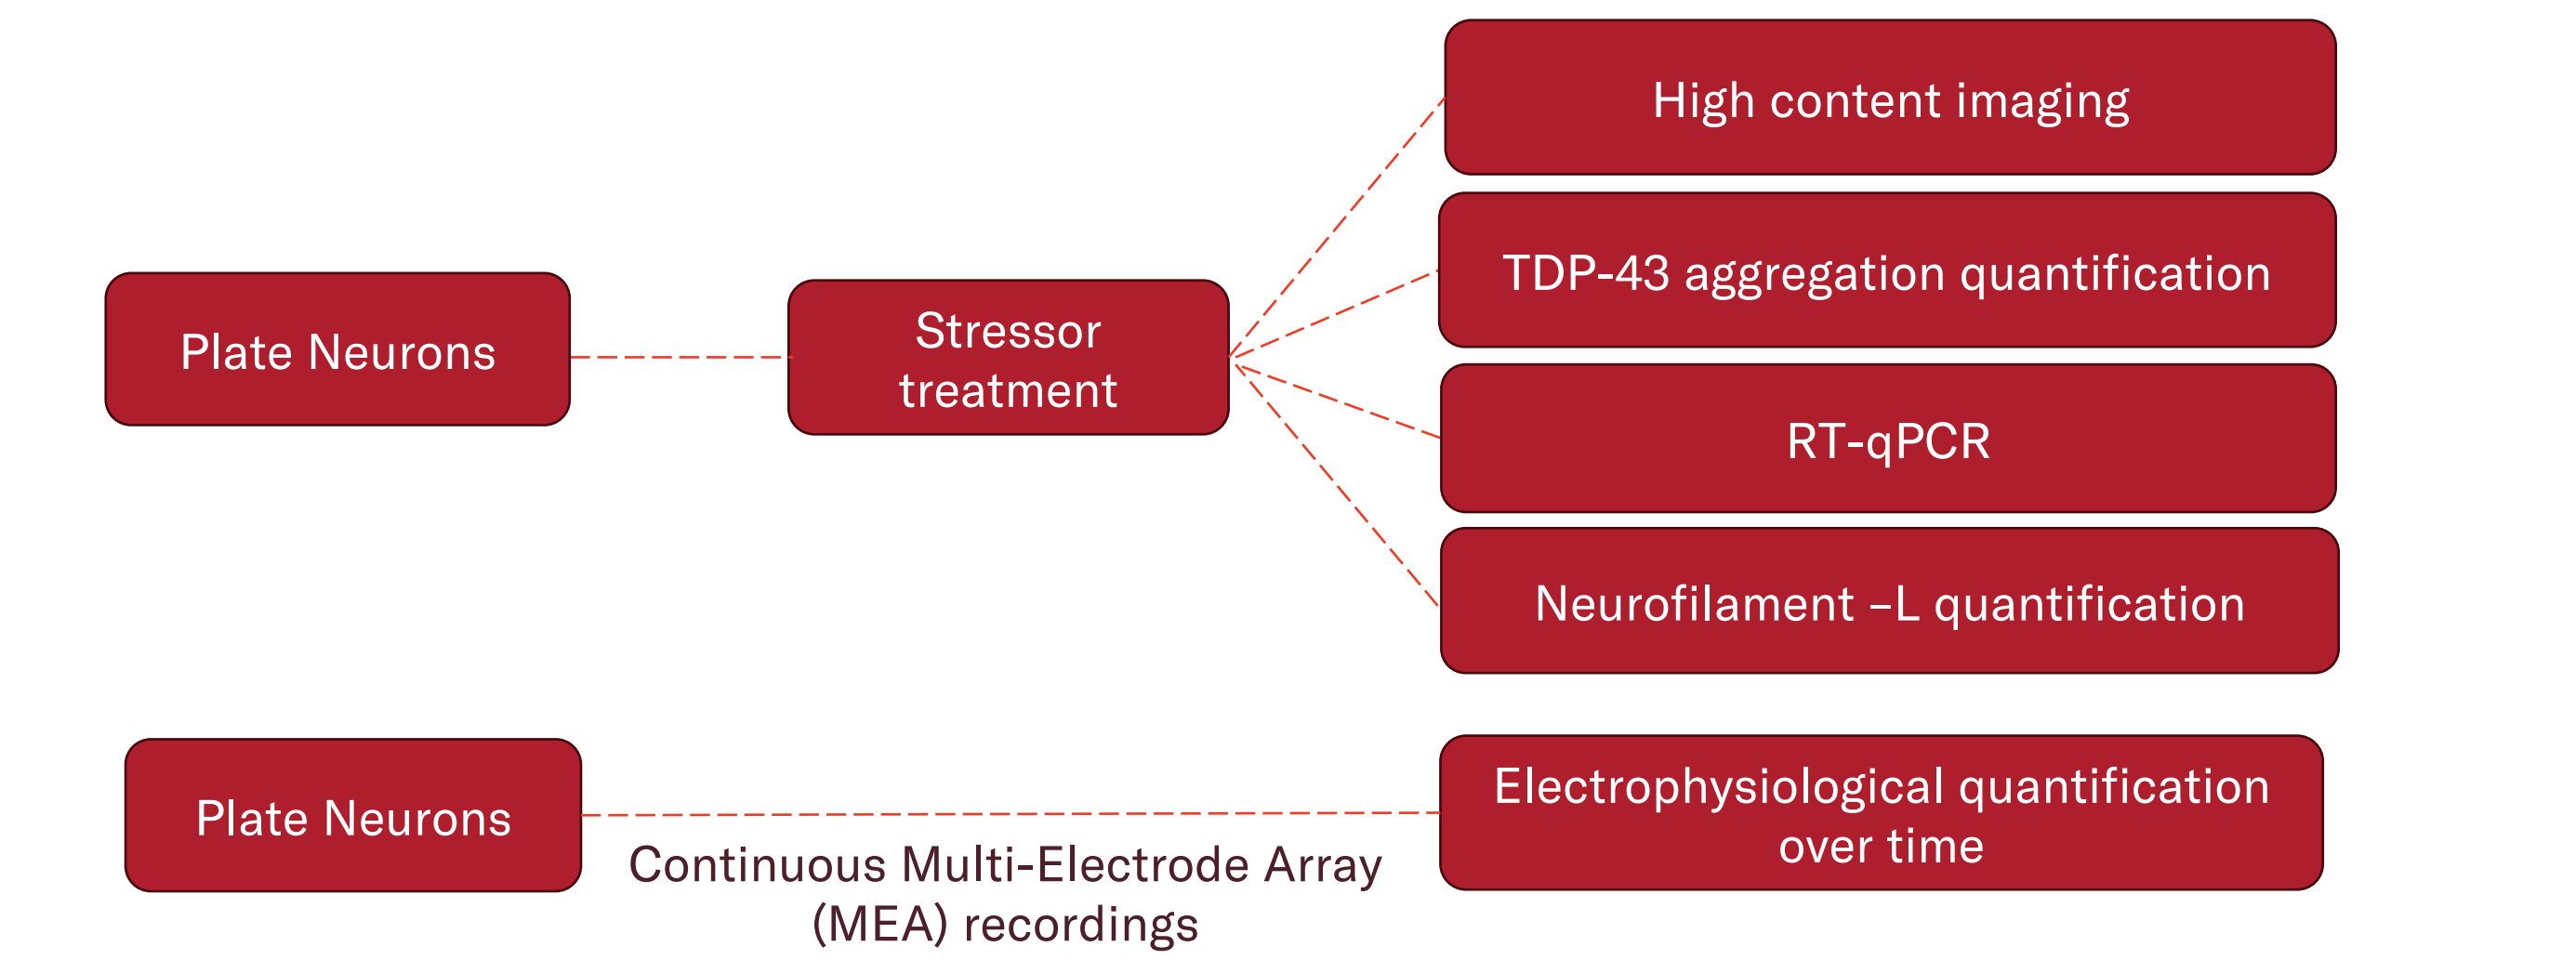 High content imaging
TDP-43 aggregation quantification
Plate Neurons
Stressor
treatment
RT-qPCR
Neurofilament –L quantification
Plate Neurons
Continuous Multi-Electrode Array
(MEA) recordings
Electrophysiological quantification
over time